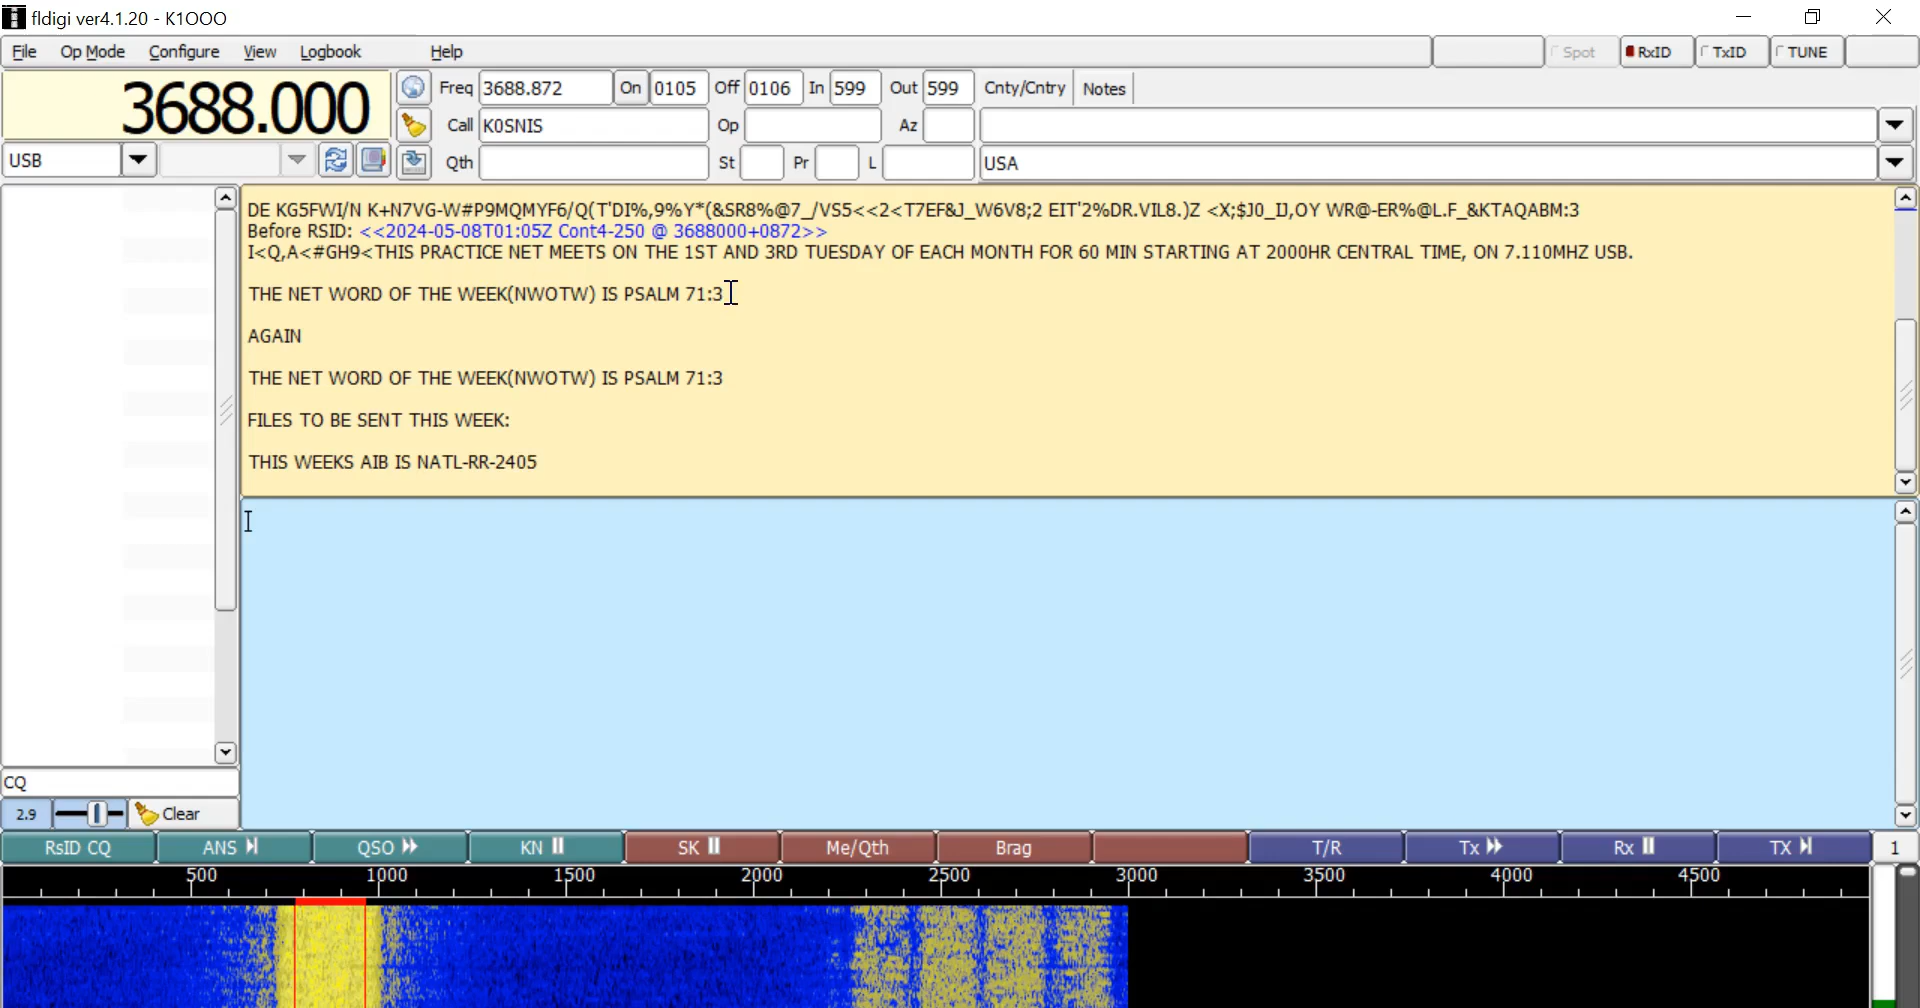 fldigi ver4.1.20 - K1OOO
File Op Mode Configure View Logbook Help Spot RxID TxID TUNE
3688.000 Freq 3688.872 On 0105 Off 0106 In 599 Out 599 Cnty/Cntry Notes
Call K0SNIS Op Az
USB Qth St Pr L USA
DE KG5FWI/N K+N7VG-W#P9MQMYF6/Q(T'DI%,9%Y*(&SR8%@7_/VS5<<2<T7EF&J_W6V8;2 EIT'2%DR.VIL8.)Z <X;$J0_IJ,OY WR@-ER%@L.F_&KTAQABM:3
Before RSID: <<2024-05-08T01:05Z Cont4-250 @ 3688000+0872>>
I<Q,A<#GH9<THIS PRACTICE NET MEETS ON THE 1ST AND 3RD TUESDAY OF EACH MONTH FOR 60 MIN STARTING AT 2000HR CENTRAL TIME, ON 7.110MHZ USB.
THE NET WORD OF THE WEEK(NWOTW) IS PSALM 71:3
AGAIN
THE NET WORD OF THE WEEK(NWOTW) IS PSALM 71:3
FILES TO BE SENT THIS WEEK:
THIS WEEKS AIB IS NATL-RR-2405
CQ
2.9 Clear
RsID CQ ANS QSO KN SK Me/Qth Brag T/R Tx Rx TX 1
500 1000 1500 2000 2500 3000 3500 4000 4500